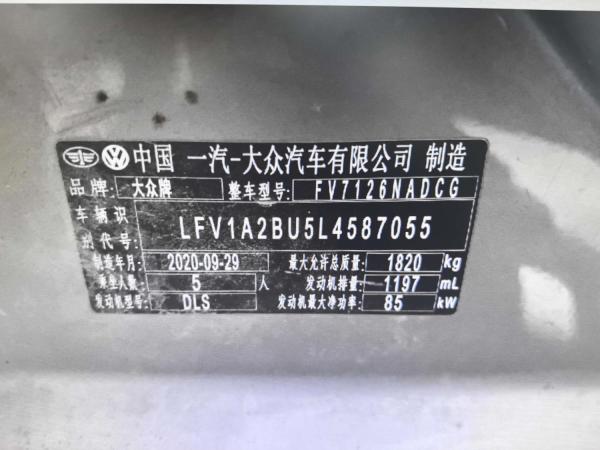 中国 一汽-大众汽车有限公司 制造
品牌: 大众牌 整车型号: FV7126NADCG
车辆识别代号: LFV1A2BU5L4587055
制造年月: 2020-09-29 最大允许总质量: 1820 kg
乘坐人数: 5 人 发动机排量: 1197 mL
发动机型号: DLS 发动机最大净功率: 85 kW